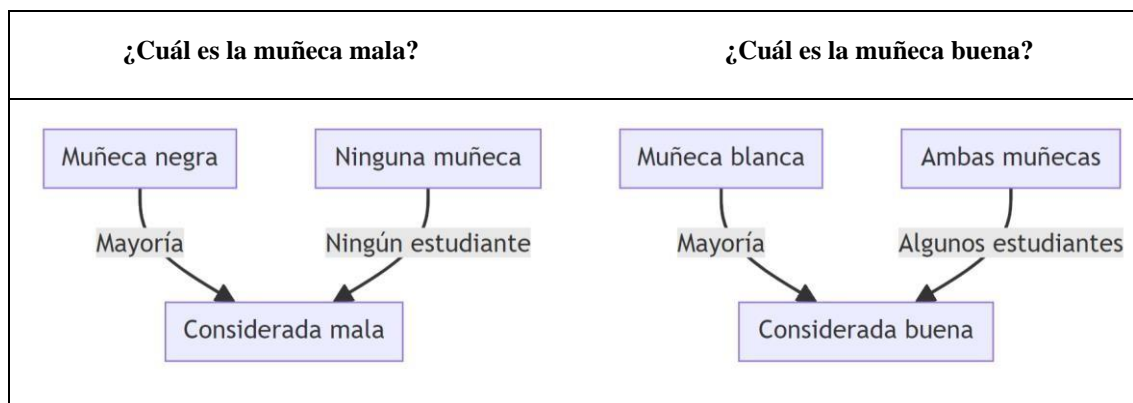 ¿Cuál es la muñeca mala?
¿Cuál es la muñeca buena?
Muñeca negra
Ninguna muñeca
Mayoría
Ningún estudiante
Considerada mala
Muñeca blanca
Ambas muñecas
Mayoría
Algunos estudiantes
Considerada buena